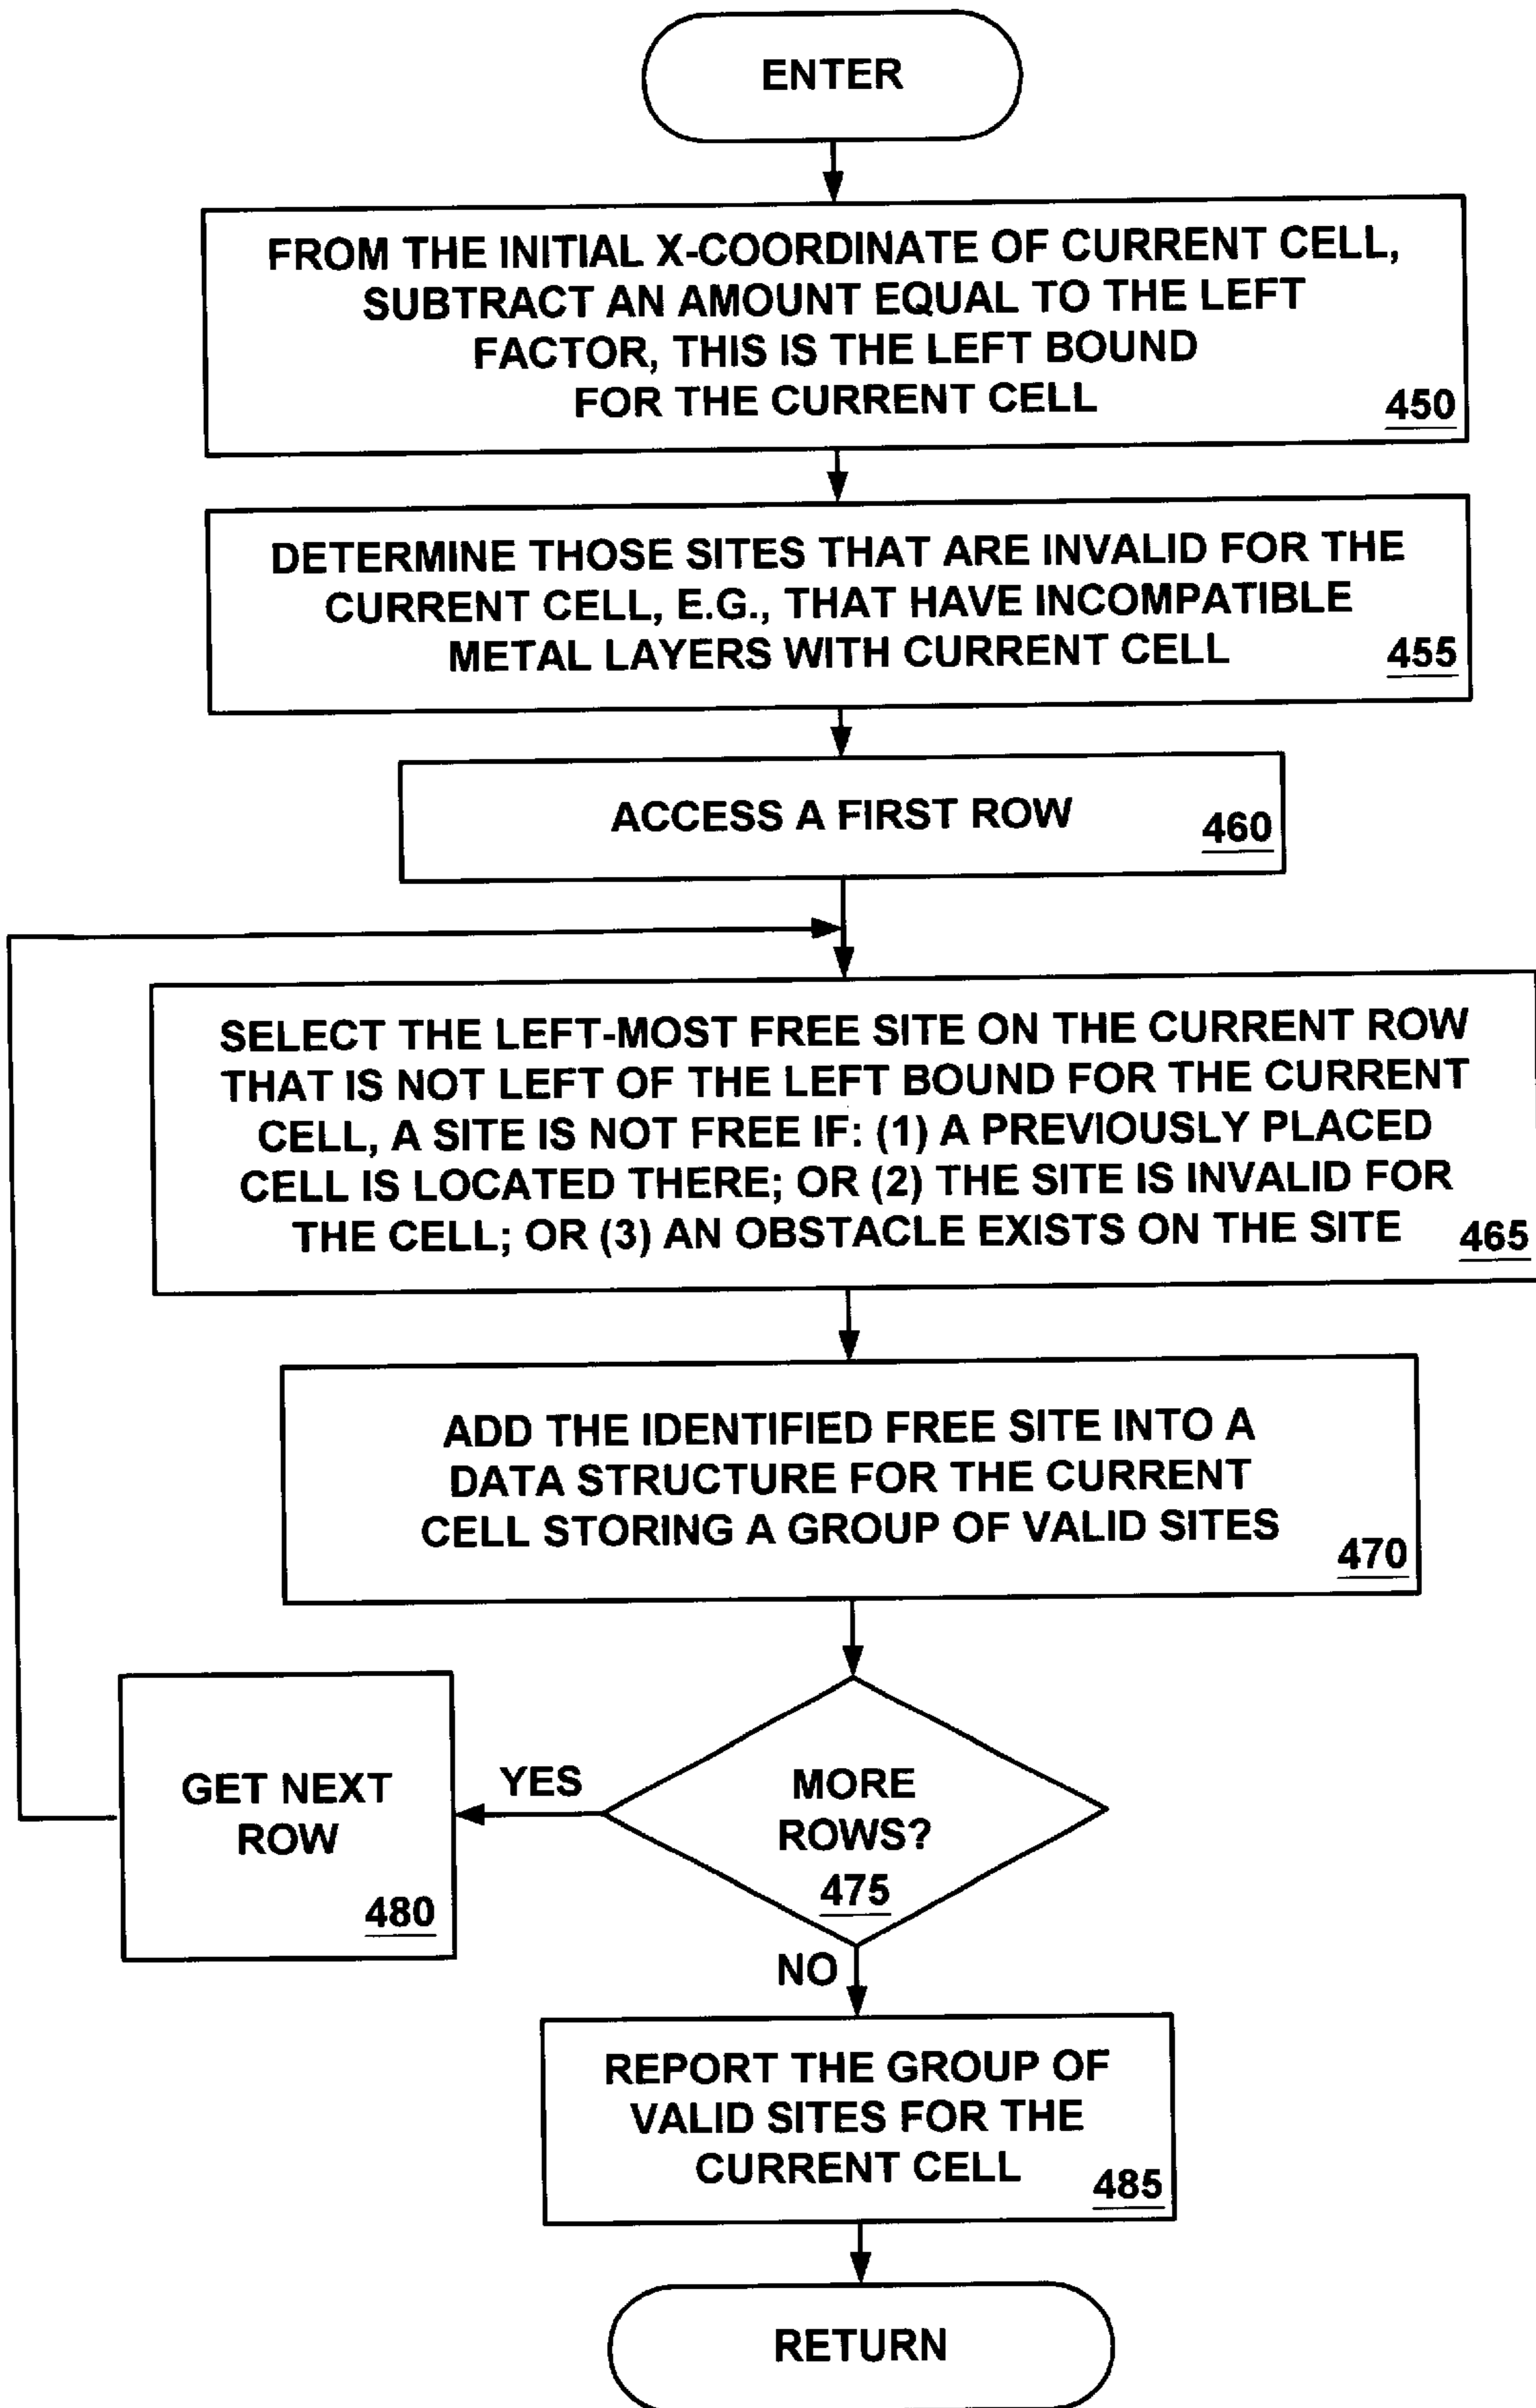 ENTER
FROM THE INITIAL X-COORDINATE OF CURRENT CELL,
SUBTRACT AN AMOUNT EQUAL TO THE LEFT
FACTOR, THIS IS THE LEFT BOUND
FOR THE CURRENT CELL
450
DETERMINE THOSE SITES THAT ARE INVALID FOR THE
CURRENT CELL, E.G., THAT HAVE INCOMPATIBLE
METAL LAYERS WITH CURRENT CELL
455
ACCESS A FIRST ROW
460
SELECT THE LEFT-MOST FREE SITE ON THE CURRENT ROW
THAT IS NOT LEFT OF THE LEFT BOUND FOR THE CURRENT
CELL, A SITE IS NOT FREE IF: (1) A PREVIOUSLY PLACED
CELL IS LOCATED THERE; OR (2) THE SITE IS INVALID FOR
THE CELL; OR (3) AN OBSTACLE EXISTS ON THE SITE
465
ADD THE IDENTIFIED FREE SITE INTO A
DATA STRUCTURE FOR THE CURRENT
CELL STORING A GROUP OF VALID SITES
470
MORE
ROWS?
475
YES
GET NEXT
ROW
480
NO
REPORT THE GROUP OF
VALID SITES FOR THE
CURRENT CELL
485
RETURN